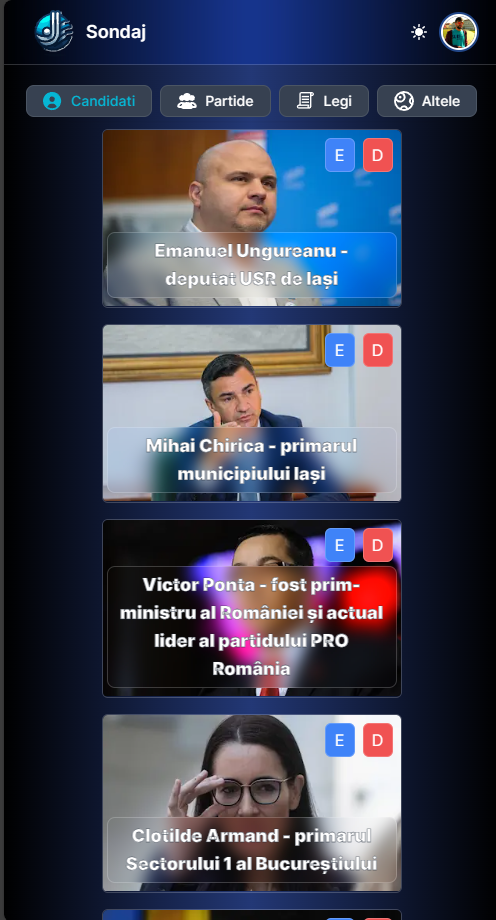 Sondaj
Candidati
Partide
Legi
Altele
E D
Emanuel Ungureanu -
deputat USR de Iași
E D
Mihai Chirica - primarul
municipiului Iași
E D
Victor Ponta - fost prim-
ministru al României și actual
lider al partidului PRO
România
E D
Clotilde Armand - primarul
Sectorului 1 al Bucureștiului